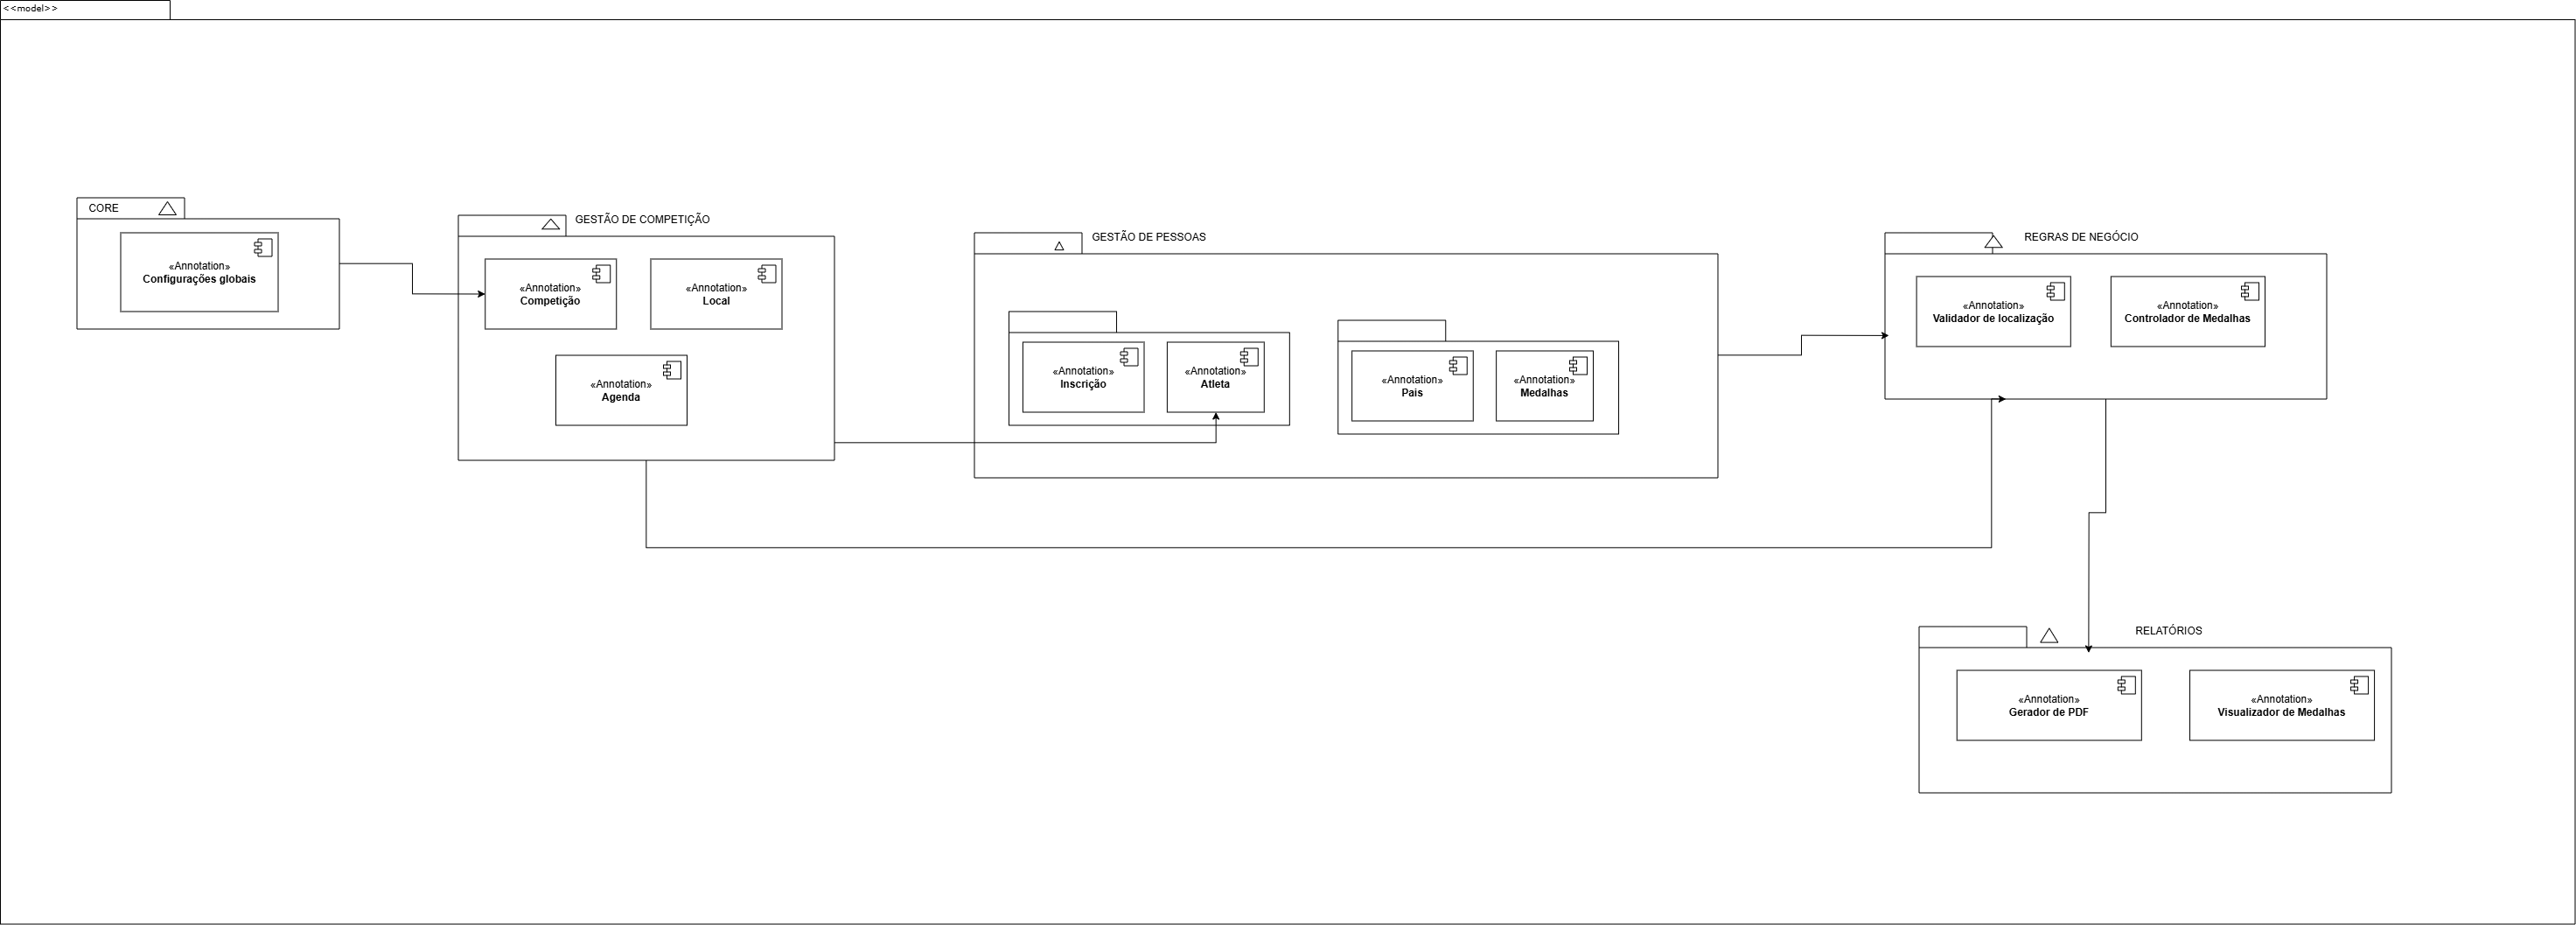 <<model>>
CORE
«Annotation»
Configurações globais
GESTÃO DE COMPETIÇÃO
«Annotation»
Competição
«Annotation»
Local
«Annotation»
Agenda
GESTÃO DE PESSOAS
«Annotation»
Inscrição
«Annotation»
Atleta
«Annotation»
Pais
«Annotation»
Medalhas
REGRAS DE NEGÓCIO
«Annotation»
Validador de localização
«Annotation»
Controlador de Medalhas
RELATÓRIOS
«Annotation»
Gerador de PDF
«Annotation»
Visualizador de Medalhas